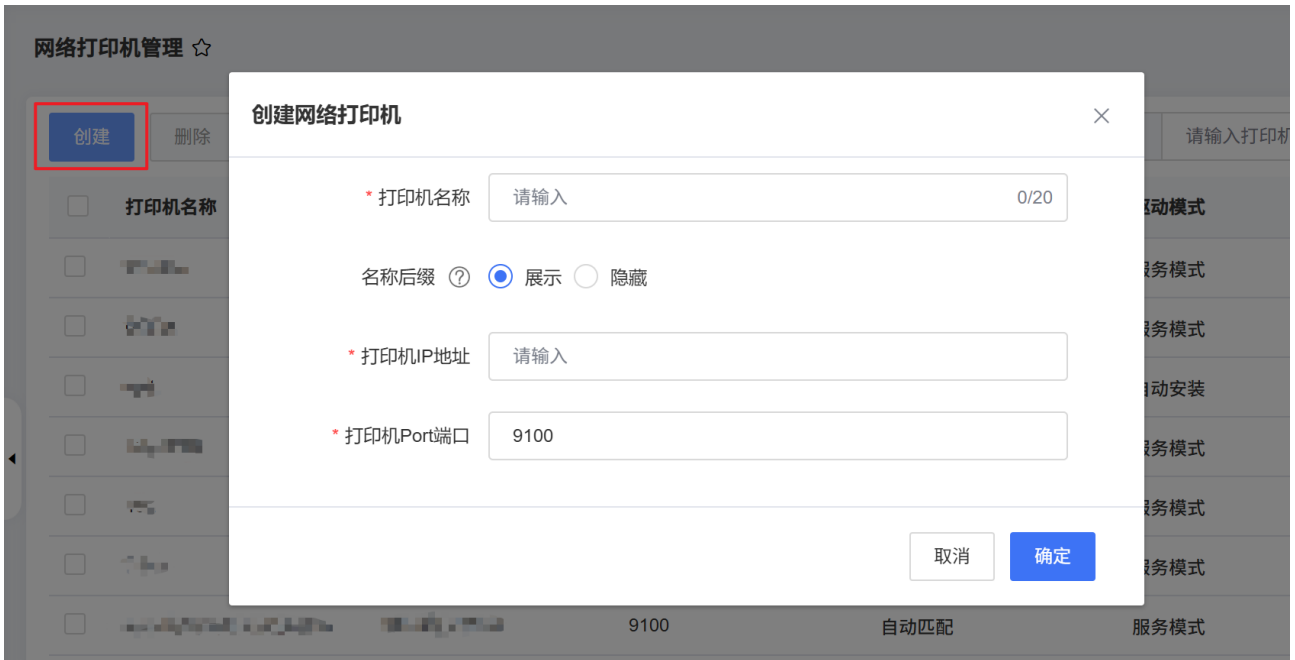 网络打印机管理
创建
删除
请输入打印机
打印机名称
驱动模式
服务模式
服务模式
自动安装
服务模式
服务模式
服务模式
9100 自动匹配 服务模式
创建网络打印机
* 打印机名称 请输入 0/20
名称后缀 ? 展示 隐藏
* 打印机IP地址 请输入
* 打印机Port端口 9100
取消 确定